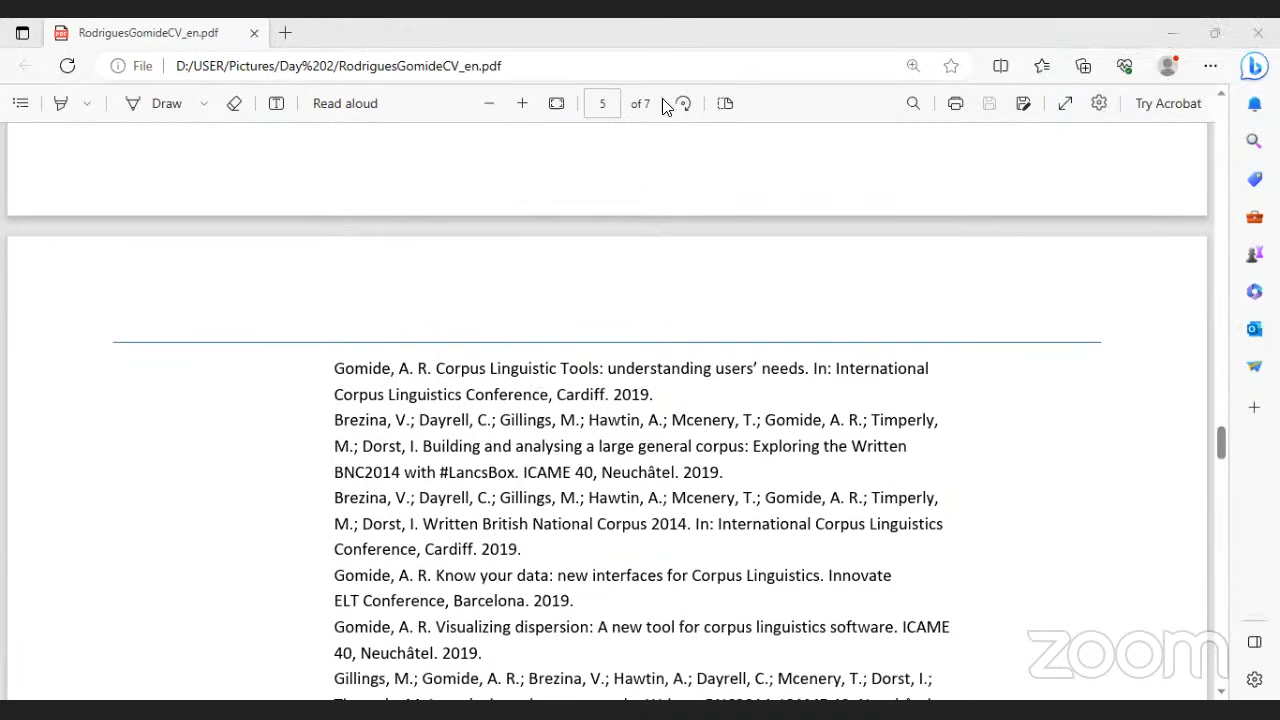 RodriguesGomideCV_en.pdf
File D:/USER/Pictures/Day%202/RodriguesGomideCV_en.pdf
Draw Read aloud 5 of 7 Try Acrobat
Gomide, A. R. Corpus Linguistic Tools: understanding users’ needs. In: International
Corpus Linguistics Conference, Cardiff. 2019.
Brezina, V.; Dayrell, C.; Gillings, M.; Hawtin, A.; Mcenery, T.; Gomide, A. R.; Timperly,
M.; Dorst, I. Building and analysing a large general corpus: Exploring the Written
BNC2014 with #LancsBox. ICAME 40, Neuchâtel. 2019.
Brezina, V.; Dayrell, C.; Gillings, M.; Hawtin, A.; Mcenery, T.; Gomide, A. R.; Timperly,
M.; Dorst, I. Written British National Corpus 2014. In: International Corpus Linguistics
Conference, Cardiff. 2019.
Gomide, A. R. Know your data: new interfaces for Corpus Linguistics. Innovate
ELT Conference, Barcelona. 2019.
Gomide, A. R. Visualizing dispersion: A new tool for corpus linguistics software. ICAME
40, Neuchâtel. 2019.
Gillings, M.; Gomide, A. R.; Brezina, V.; Hawtin, A.; Dayrell, C.; Mcenery, T.; Dorst, I.;
zoom